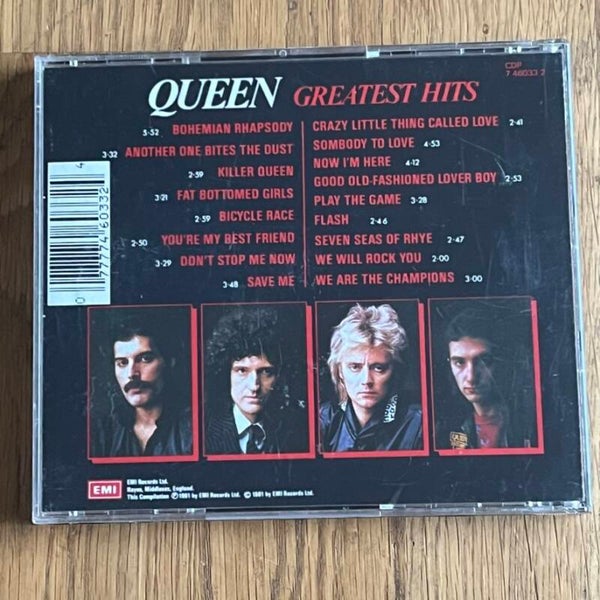 CDP
7 46033 2
QUEEN GREATEST HITS
5·52 BOHEMIAN RHAPSODY
3·32 ANOTHER ONE BITES THE DUST
2·59 KILLER QUEEN
3·21 FAT BOTTOMED GIRLS
2·59 BICYCLE RACE
2·50 YOU'RE MY BEST FRIEND
3·29 DON'T STOP ME NOW
3·48 SAVE ME
CRAZY LITTLE THING CALLED LOVE 2·41
SOMBODY TO LOVE 4·53
NOW I'M HERE 4·12
GOOD OLD-FASHIONED LOVER BOY 2·53
PLAY THE GAME 3·28
FLASH 2·46
SEVEN SEAS OF RHYE 2·47
WE WILL ROCK YOU 2·00
WE ARE THE CHAMPIONS 3·00
0 77774 60332 4
QUEEN
EMI
EMI Records Ltd.
Hayes, Middlesex, England.
This Compilation ℗ 1981 by EMI Records Ltd. © 1981 by EMI Records Ltd.